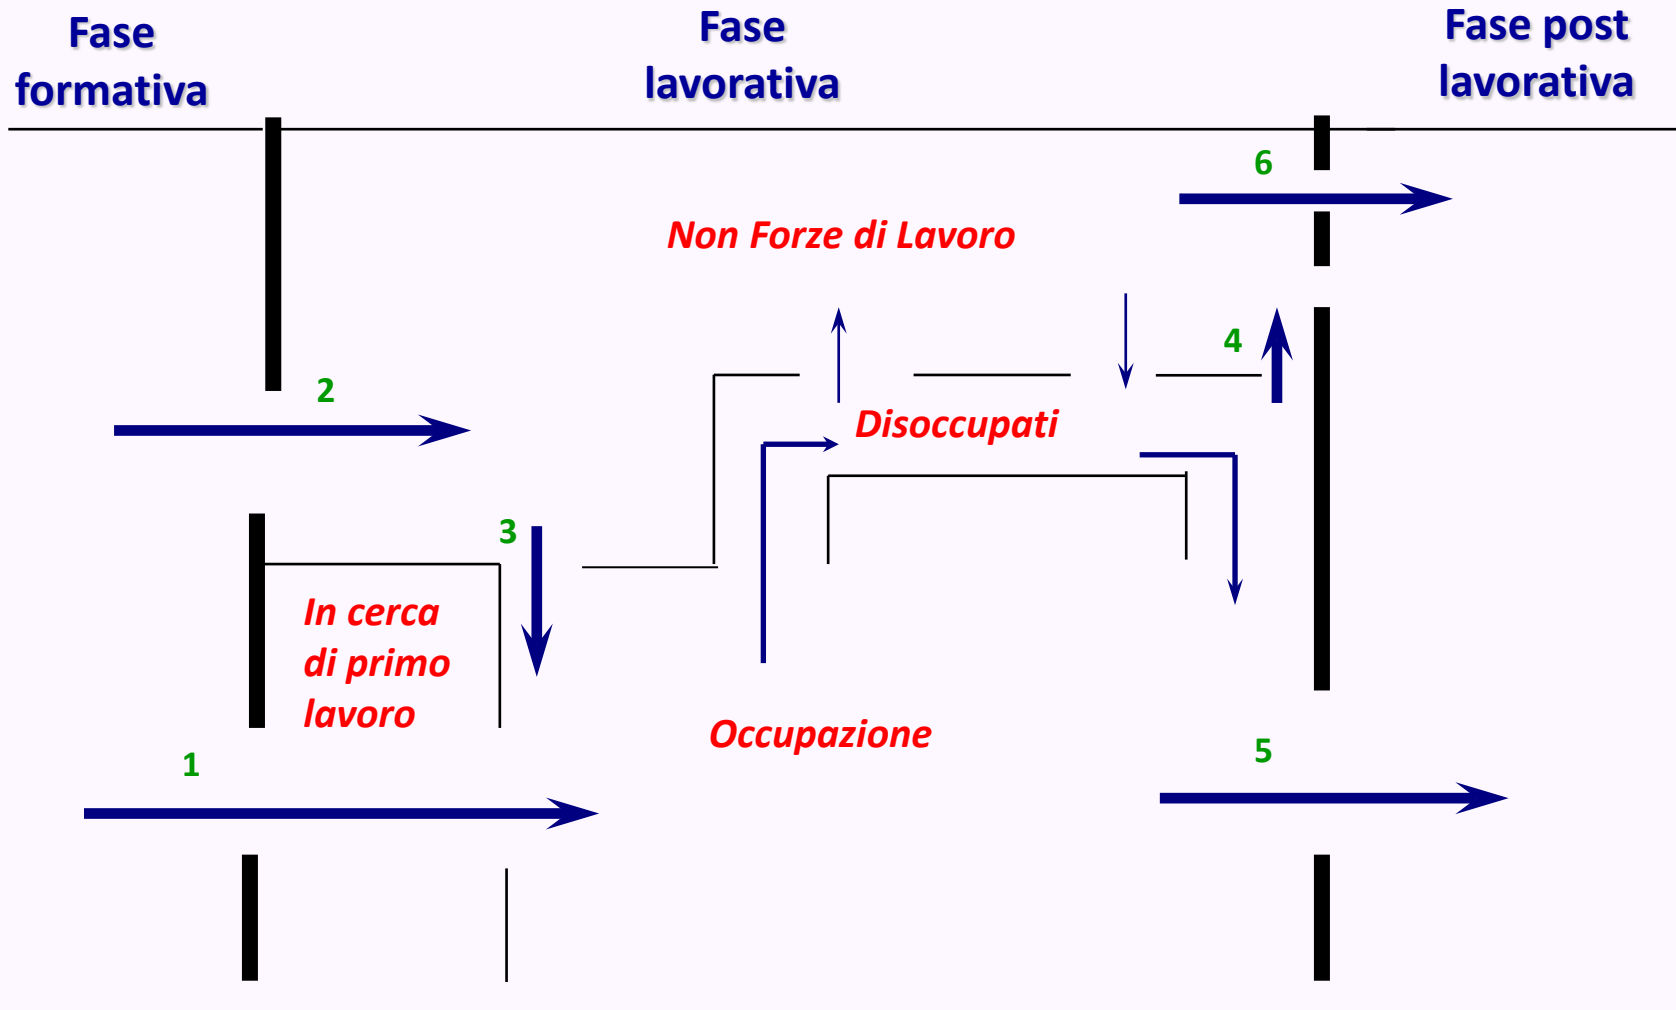 Fase
formativa
Fase
lavorativa
Fase post
lavorativa
6
Non Forze di Lavoro
4
2
Disoccupati
3
In cerca
di primo
lavoro
Occupazione
1
5